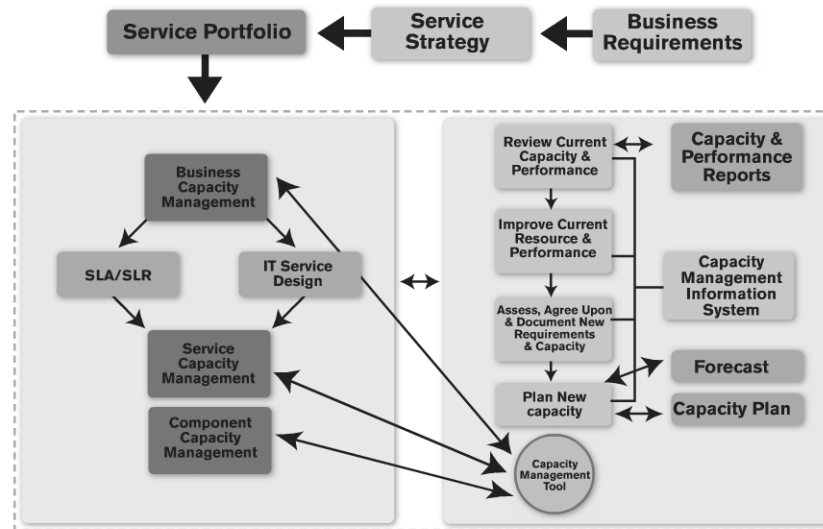 Service Portfolio
Service
Strategy
Business
Requirements
Business
Capacity
Management
SLA/SLR
IT Service
Design
Service
Capacity
Management
Component
Capacity
Management
Review Current
Capacity &
Performance
Capacity &
Performance
Reports
Improve Current
Resource &
Performance
Capacity
Management
Information
System
Assess, Agree Upon
& Document New
Requirements
& Capacity
Forecast
Plan New
capacity
Capacity Plan
Capacity
Management
Tool